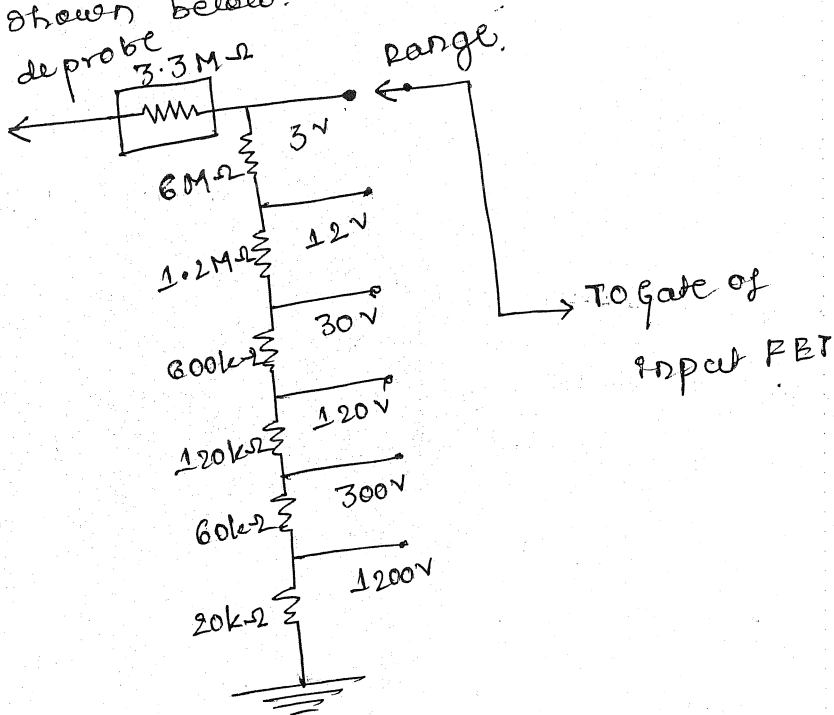 shown below.
dc probe
Range.
3.3MΩ
3V
6MΩ
12V
1.2MΩ
30V
600kΩ
120V
120kΩ
300V
60kΩ
1200V
20kΩ
TO Gate of
input FET